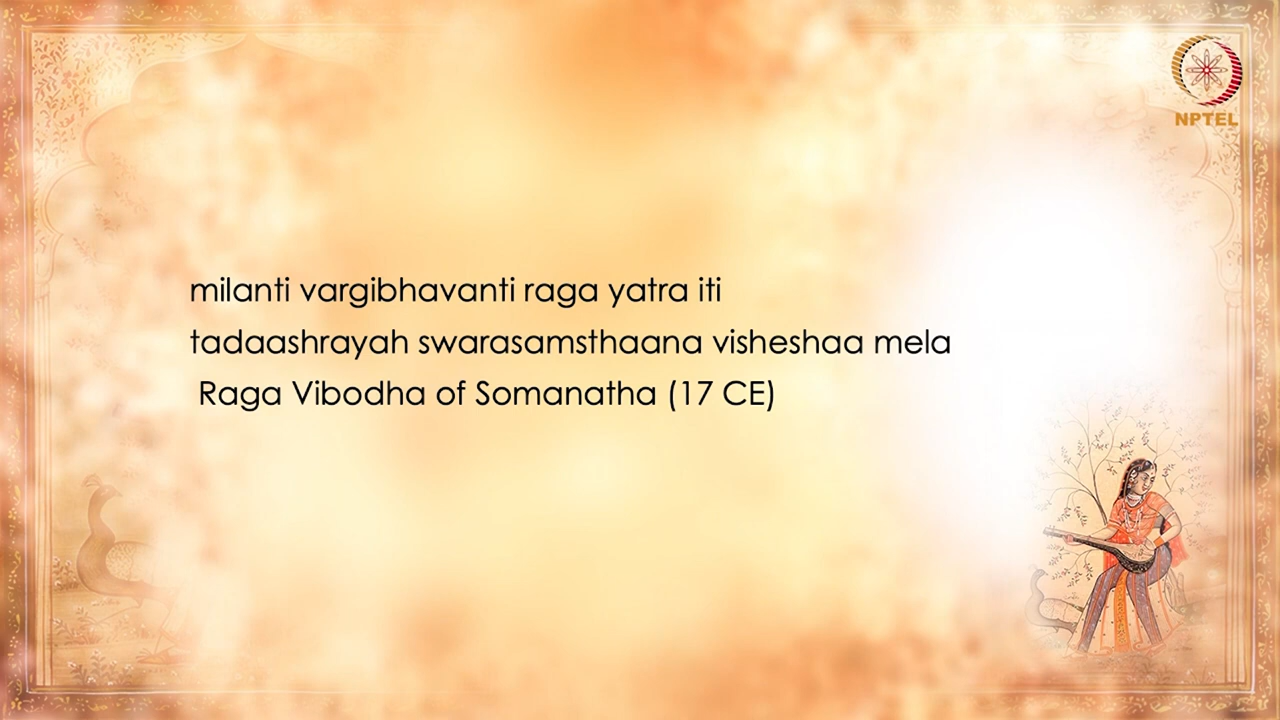 NPTEL
milanti vargibhavanti raga yatra iti
tadaashrayah swarasamsthaana visheshaa mela
Raga Vibodha of Somanatha (17 CE)